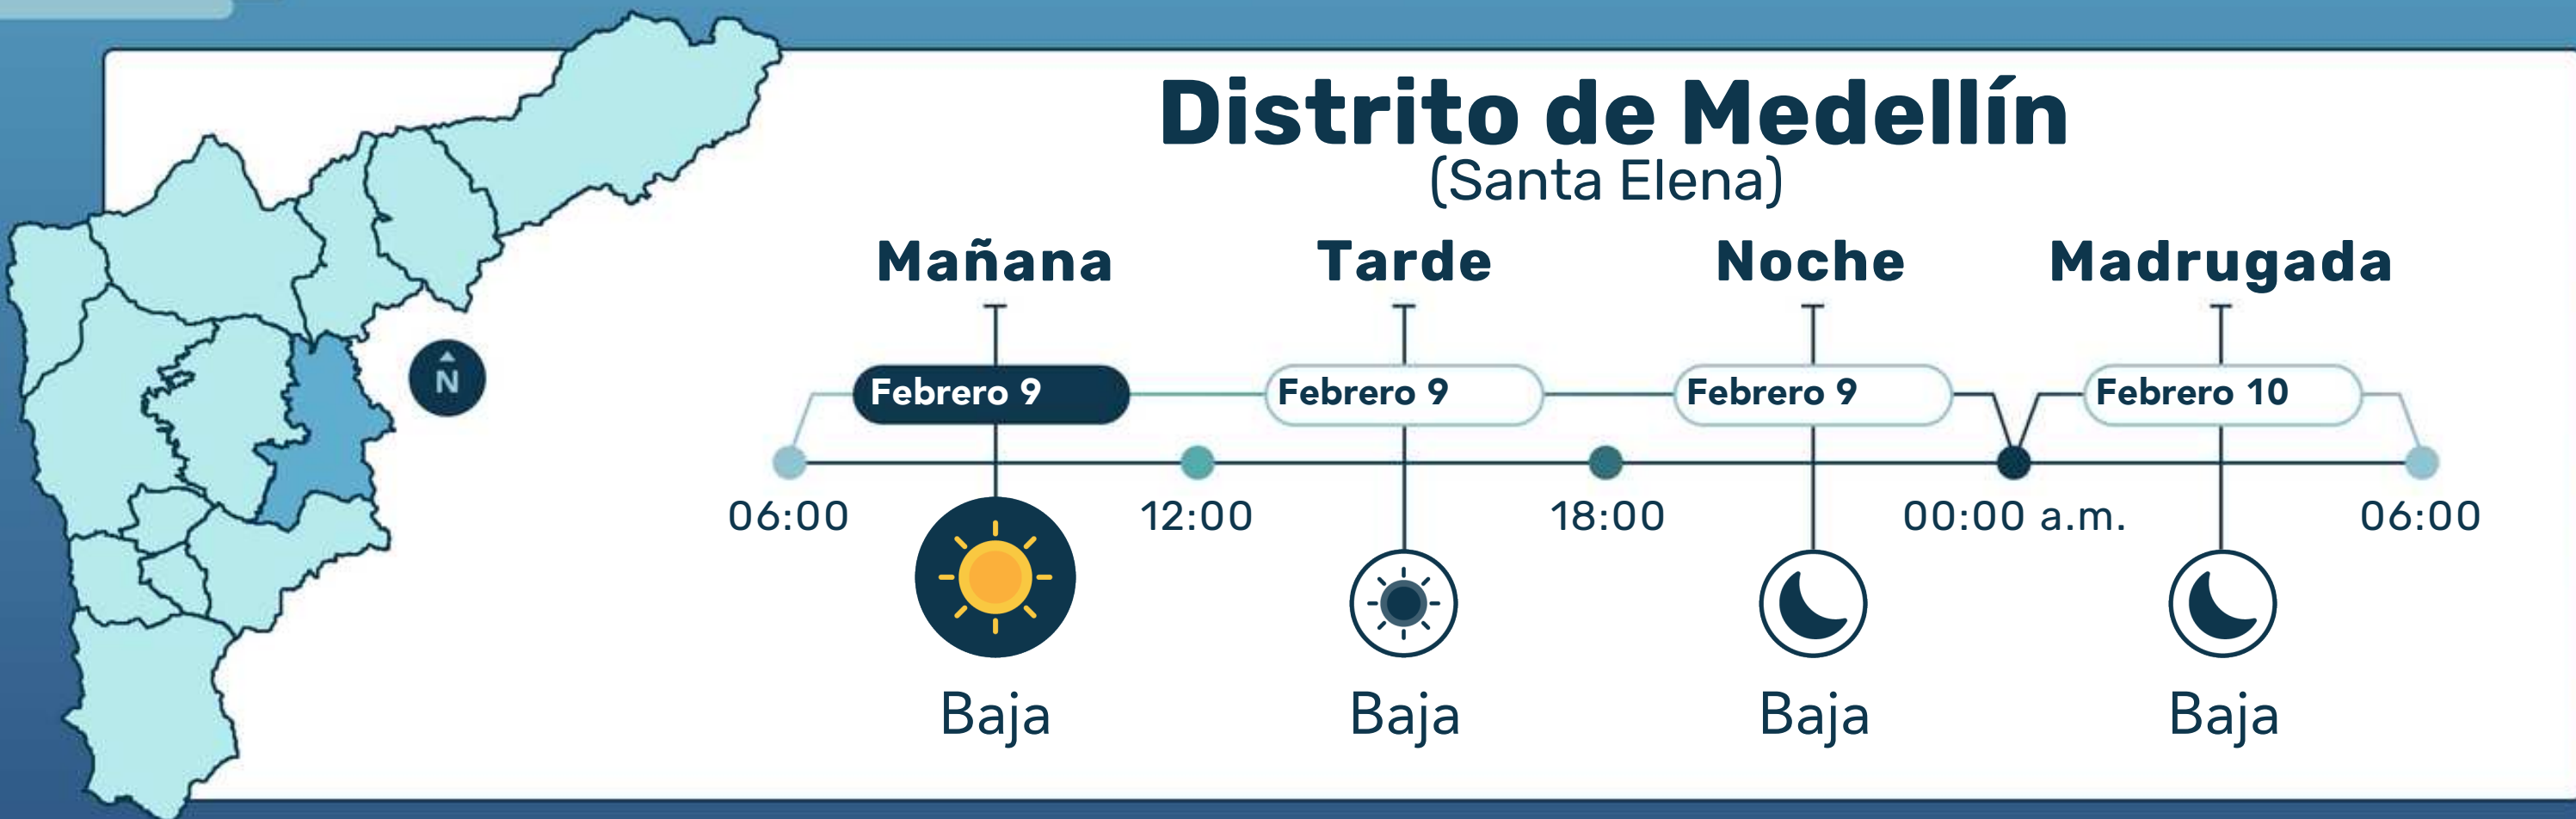 Distrito de Medellín
(Santa Elena)
Mañana Tarde Noche Madrugada
N
Febrero 9 Febrero 9 Febrero 9 Febrero 10
06:00 12:00 18:00 00:00 a.m. 06:00
Baja Baja Baja Baja